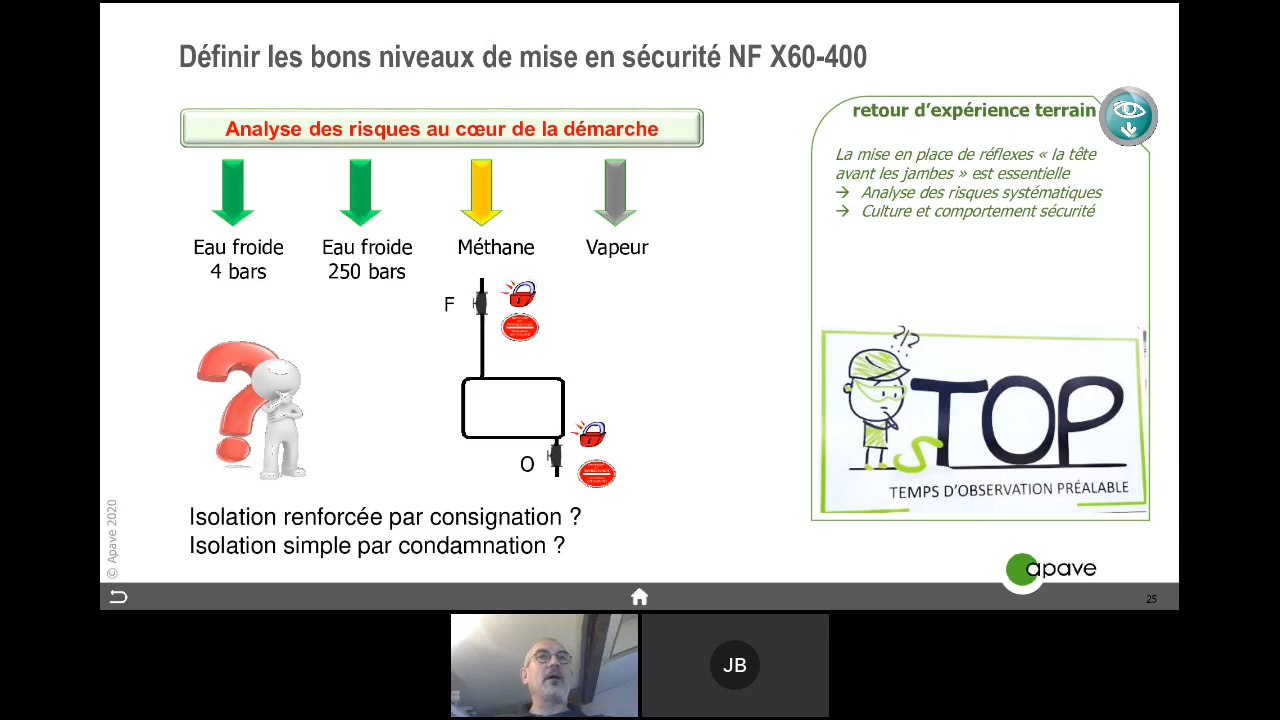 Définir les bons niveaux de mise en sécurité NF X60-400
Analyse des risques au cœur de la démarche
Eau froide
4 bars
Eau froide
250 bars
Méthane
Vapeur
F
O
Isolation renforcée par consignation ?
Isolation simple par condamnation ?
retour d’expérience terrain
La mise en place de réflexes « la tête
avant les jambes » est essentielle
→ Analyse des risques systématiques
→ Culture et comportement sécurité
???
STOP
TEMPS D'OBSERVATION PRÉALABLE
© Apave 2020
apave
25
JB